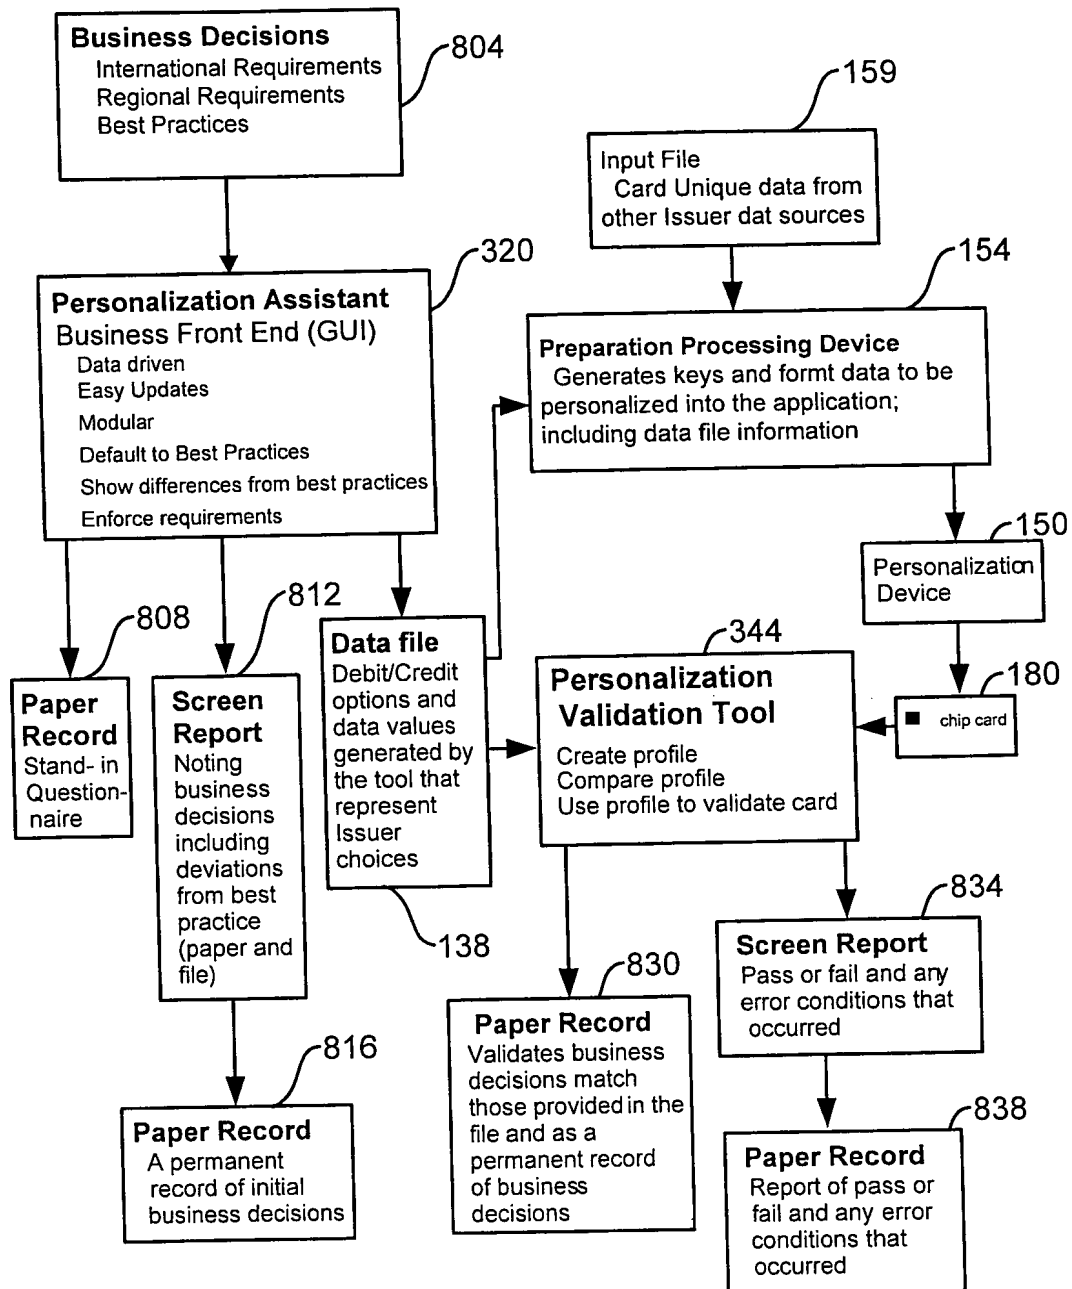 Business Decisions
International Requirements
Regional Requirements
Best Practices
804
159
Input File
Card Unique data from
other Issuer dat sources
320
Personalization Assistant
Business Front End (GUI)
Data driven
Easy Updates
Modular
Default to Best Practices
Show differences from best practices
Enforce requirements
154
Preparation Processing Device
Generates keys and formt data to be
personalized into the application;
including data file information
150
Personalization
Device
808
Paper
Record
Stand- in
Question-
naire
812
Screen
Report
Noting
business
decisions
including
deviations
from best
practice
(paper and
file)
Data file
Debit/Credit
options and
data values
generated by
the tool that
represent
Issuer
choices
138
344
Personalization
Validation Tool
Create profile
Compare profile
Use profile to validate card
180
chip card
816
Paper Record
A permanent
record of initial
business decisions
830
Paper Record
Validates business
decisions match
those provided in the
file and as a
permanent record
of business
decisions
834
Screen Report
Pass or fail and any
error conditions that
occurred
838
Paper Record
Report of pass or
fail and any error
conditions that
occurred